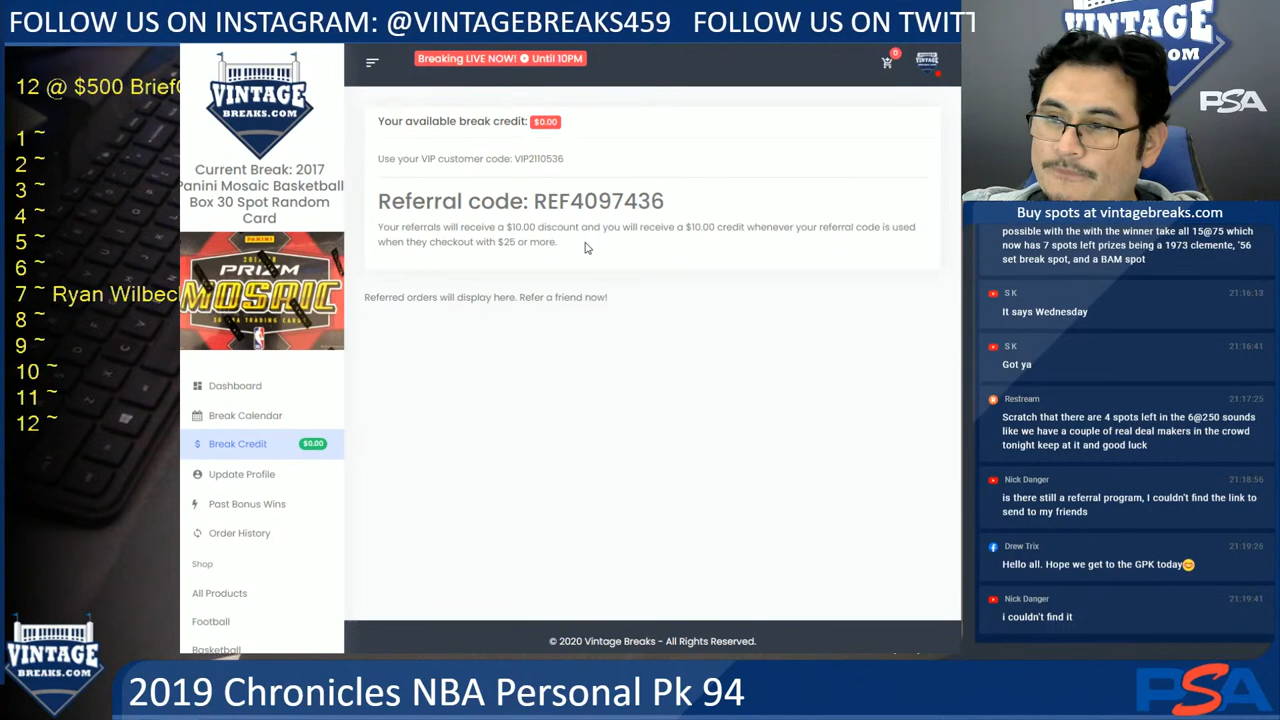 FOLLOW US ON INSTAGRAM: @VINTAGEBREAKS459 FOLLOW US ON TWITT
12 @ $500 Brief
1 ~
2 ~
3 ~
4 ~
5 ~
6 ~
7 ~ Ryan Wilbec
8 ~
9 ~
10 ~
11 ~
12 ~
VINTAGE
BREAKS.COM
Current Break: 2017
Panini Mosaic Basketball
Box 30 Spot Random
Card
PANINI
PRIZM
MOSAIC
NBA TRADING CARDS
Dashboard
Break Calendar
$ Break Credit $0.00
Update Profile
Past Bonus Wins
Order History
Shop
All Products
Football
Basketball
Breaking LIVE NOW! Until 10PM
0
Your available break credit: $0.00
Use your VIP customer code: VIP2110536
Referral code: REF4097436
Your referrals will receive a $10.00 discount and you will receive a $10.00 credit whenever your referral code is used
when they checkout with $25 or more.
Referred orders will display here. Refer a friend now!
© 2020 Vintage Breaks - All Rights Reserved.
VINTAGE
.COM
PSA
Buy spots at vintagebreaks.com
possible with the with the winner take all 15@75 which
now has 7 spots left prizes being a 1973 clemente, '56
set break spot, and a BAM spot
S K 21:16:13
It says Wednesday
S K 21:16:41
Got ya
Restream 21:17:25
Scratch that there are 4 spots left in the 6@250 sounds
like we have a couple of real deal makers in the crowd
tonight keep at it and good luck
Nick Danger 21:18:56
is there still a referral program, I couldn't find the link to
send to my friends
Drew Trix 21:19:26
Hello all. Hope we get to the GPK today😊
Nick Danger 21:19:41
i couldn't find it
VINTAGE
BREAKS.COM
2019 Chronicles NBA Personal Pk 94
PSA